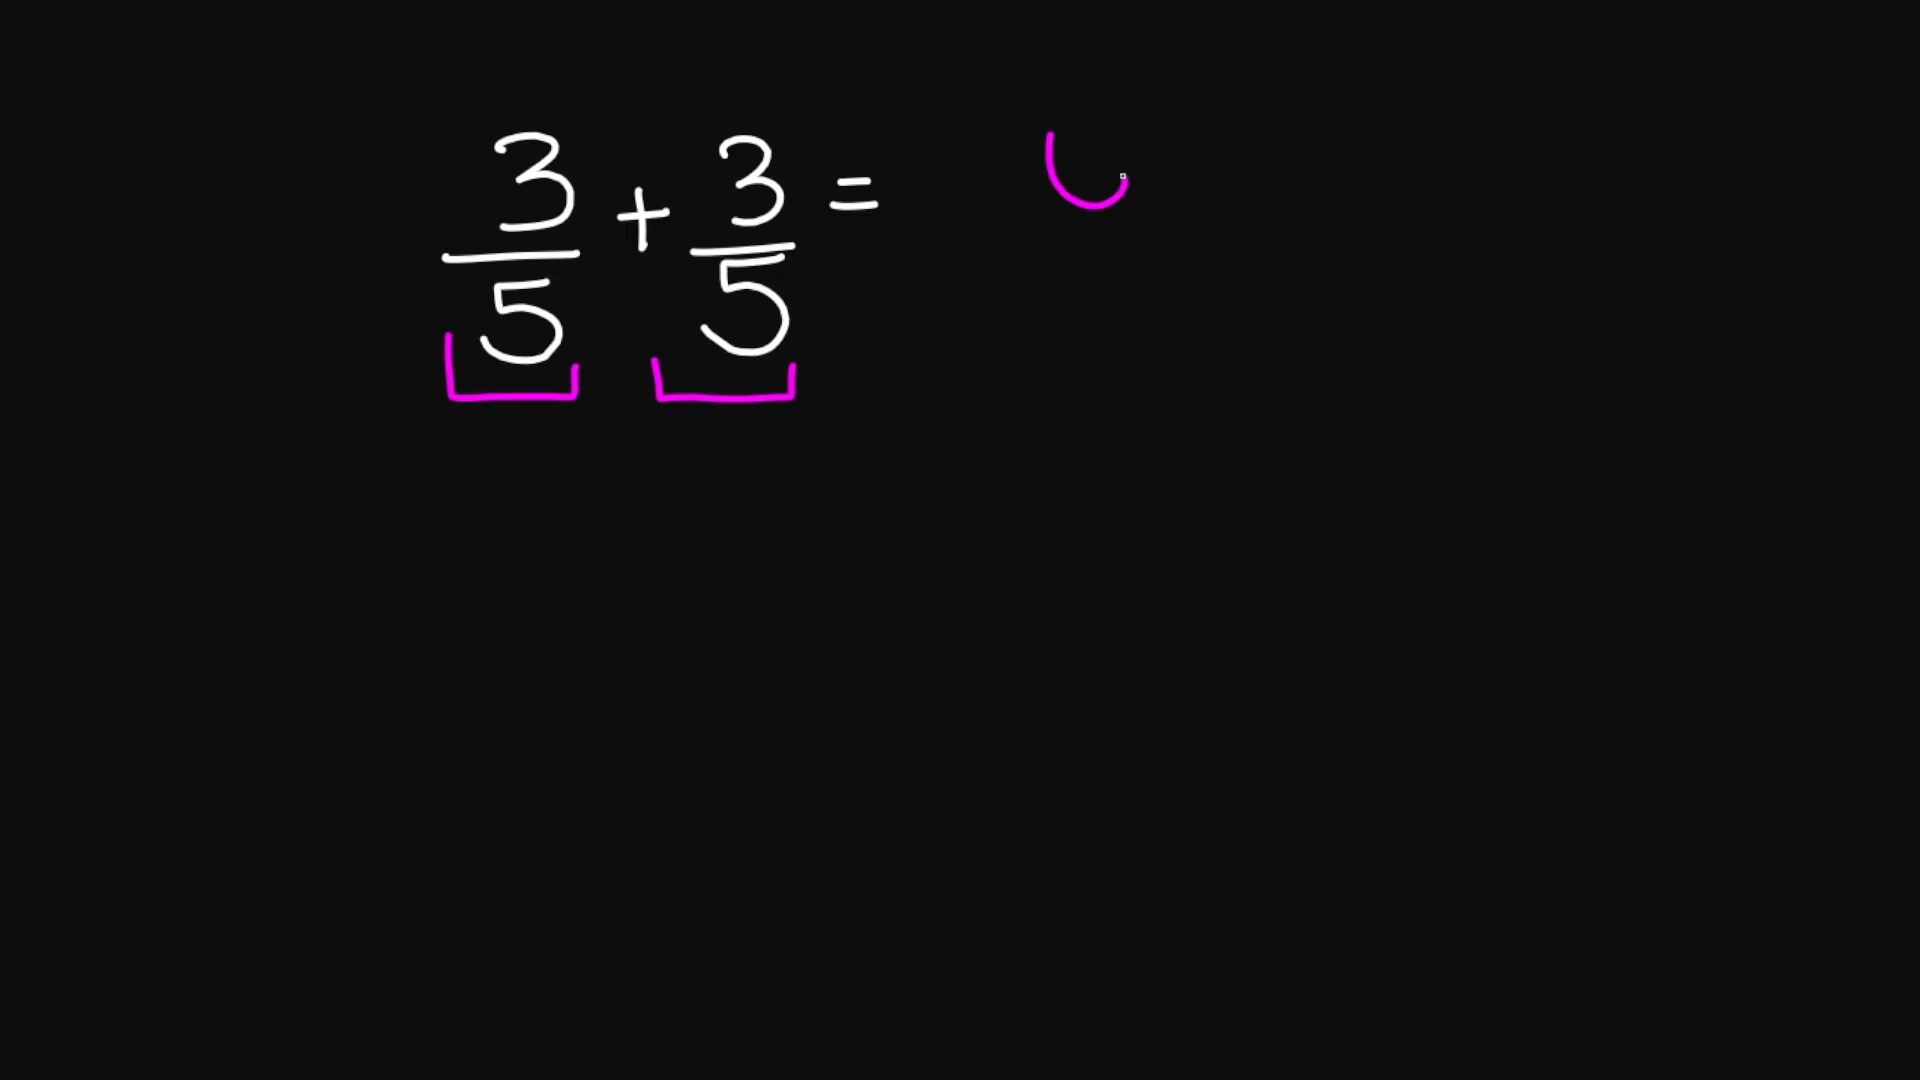 3/5 + 3/5 =